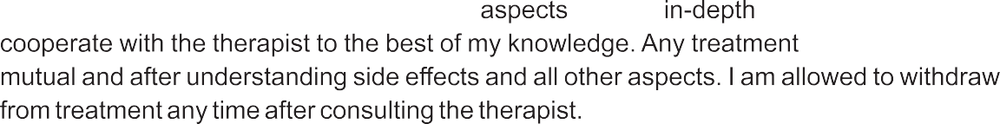 aspects in-depth
cooperate with the therapist to the best of my knowledge. Any treatment
mutual and after understanding side effects and all other aspects. I am allowed to withdraw
from treatment any time after consulting the therapist.